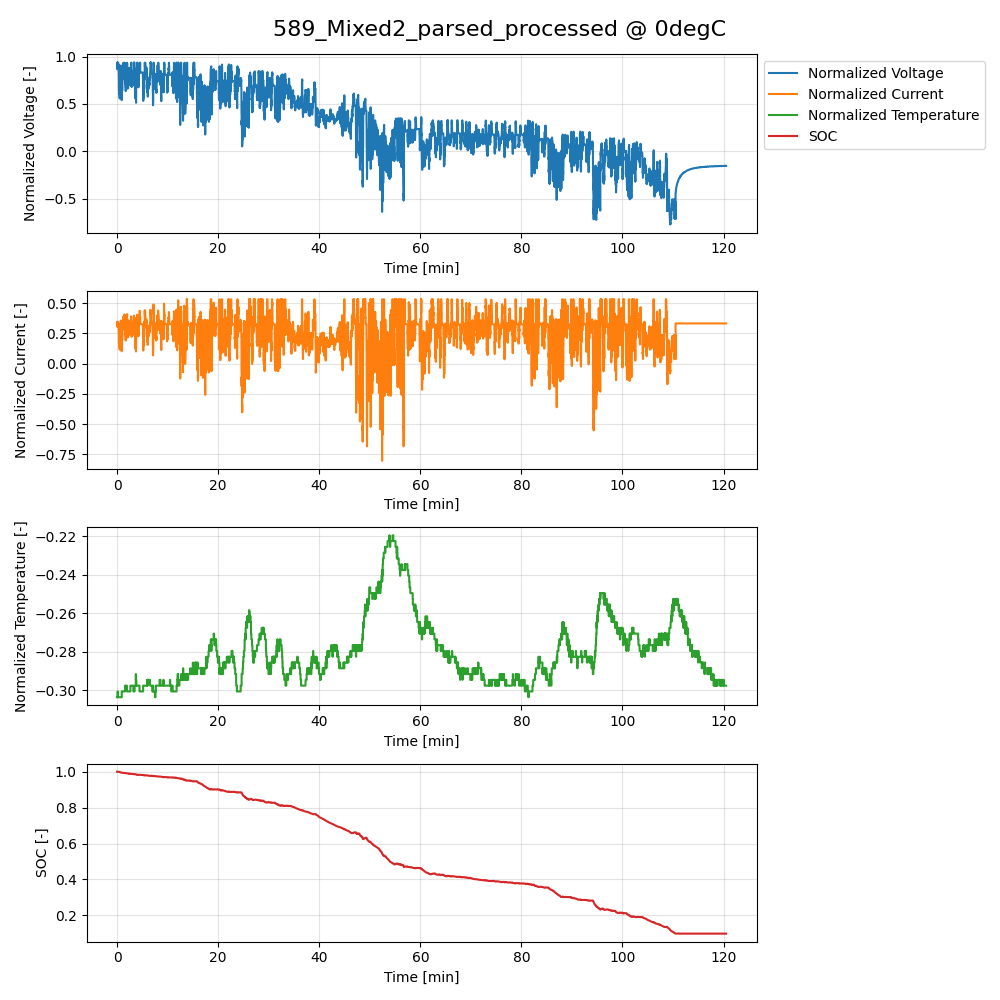 589_Mixed2_parsed_processed @ 0degC
Normalized Voltage [-]
1.0
0.5
0.0
−0.5
0 20 40 60 80 100 120
Time [min]
Normalized Voltage
Normalized Current
Normalized Temperature
SOC
Normalized Current [-]
0.50
0.25
0.00
−0.25
−0.50
−0.75
0 20 40 60 80 100 120
Time [min]
Normalized Temperature [-]
−0.22
−0.24
−0.26
−0.28
−0.30
0 20 40 60 80 100 120
Time [min]
SOC [-]
1.0
0.8
0.6
0.4
0.2
0 20 40 60 80 100 120
Time [min]